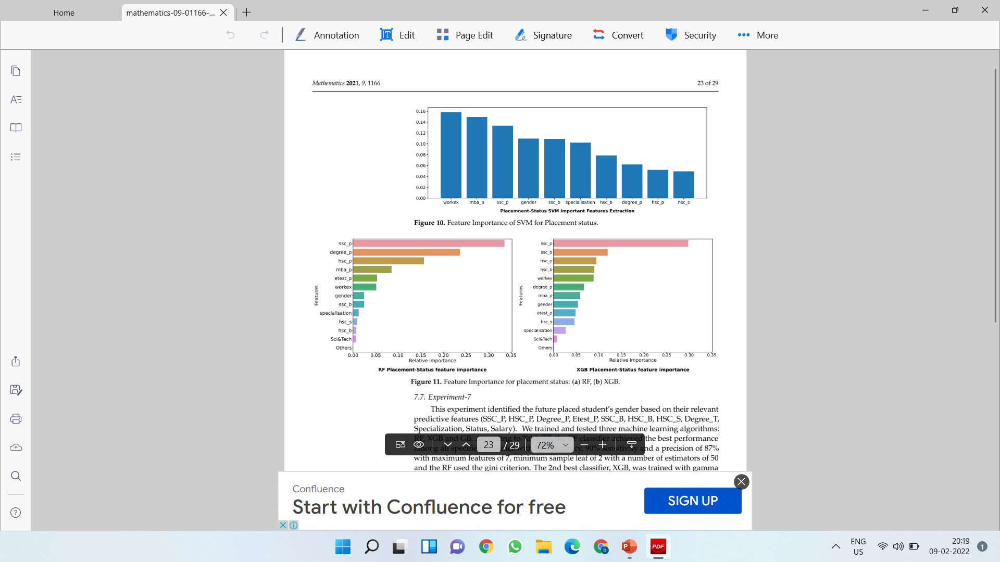 Home
mathematics-09-01166-...
Annotation
Edit
Page Edit
Signature
Convert
Security
More
Mathematics 2021, 9, 1166
23 of 29
0.16
0.14
0.12
0.10
0.08
0.06
0.04
0.02
0.00
workex mba_p ssc_p gender ssc_b specialisation hsc_b degree_p hsc_p hsc_s
Placemnent-Status SVM Important Features Extraction
Figure 10. Feature Importance of SVM for Placement status.
Features
ssc_p
degree_p
hsc_p
mba_p
etest_p
workex
gender
ssc_b
specialisation
hsc_s
hsc_b
Sci&Tech
Others
0.00 0.05 0.10 0.15 0.20 0.25 0.30 0.35
Relative importance
RF Placement-Status feature importance
Features
ssc_p
ssc_b
hsc_p
hsc_b
workex
degree_p
mba_p
gender
etest_p
hsc_s
specialisation
Sci&Tech
Others
0.00 0.05 0.10 0.15 0.20 0.25 0.30 0.35
Relative importance
XGB Placement-Status feature importance
Figure 11. Feature Importance for placement status: (a) RF, (b) XGB.
7.7. Experiment-7
This experiment identified the future placed student's gender based on their relevant
predictive features (SSC_P, HSC_P, Degree_P, Etest_P, SSC_B, HSC_B, HSC_S, Degree_T,
Specialization, Status, Salary). We trained and tested three machine learning algorithms:
RF, XGB and GB. classifier achieved the best performance
among all specified 90% sensitivity and a precision of 87%
with maximum features of 7, minimum sample leaf of 2 with a number of estimators of 50
and the RF used the gini criterion. The 2nd best classifier, XGB, was trained with gamma
23 / 29
72%
Confluence
Start with Confluence for free
SIGN UP
PDF
ENG
US
20:19
09-02-2022
1